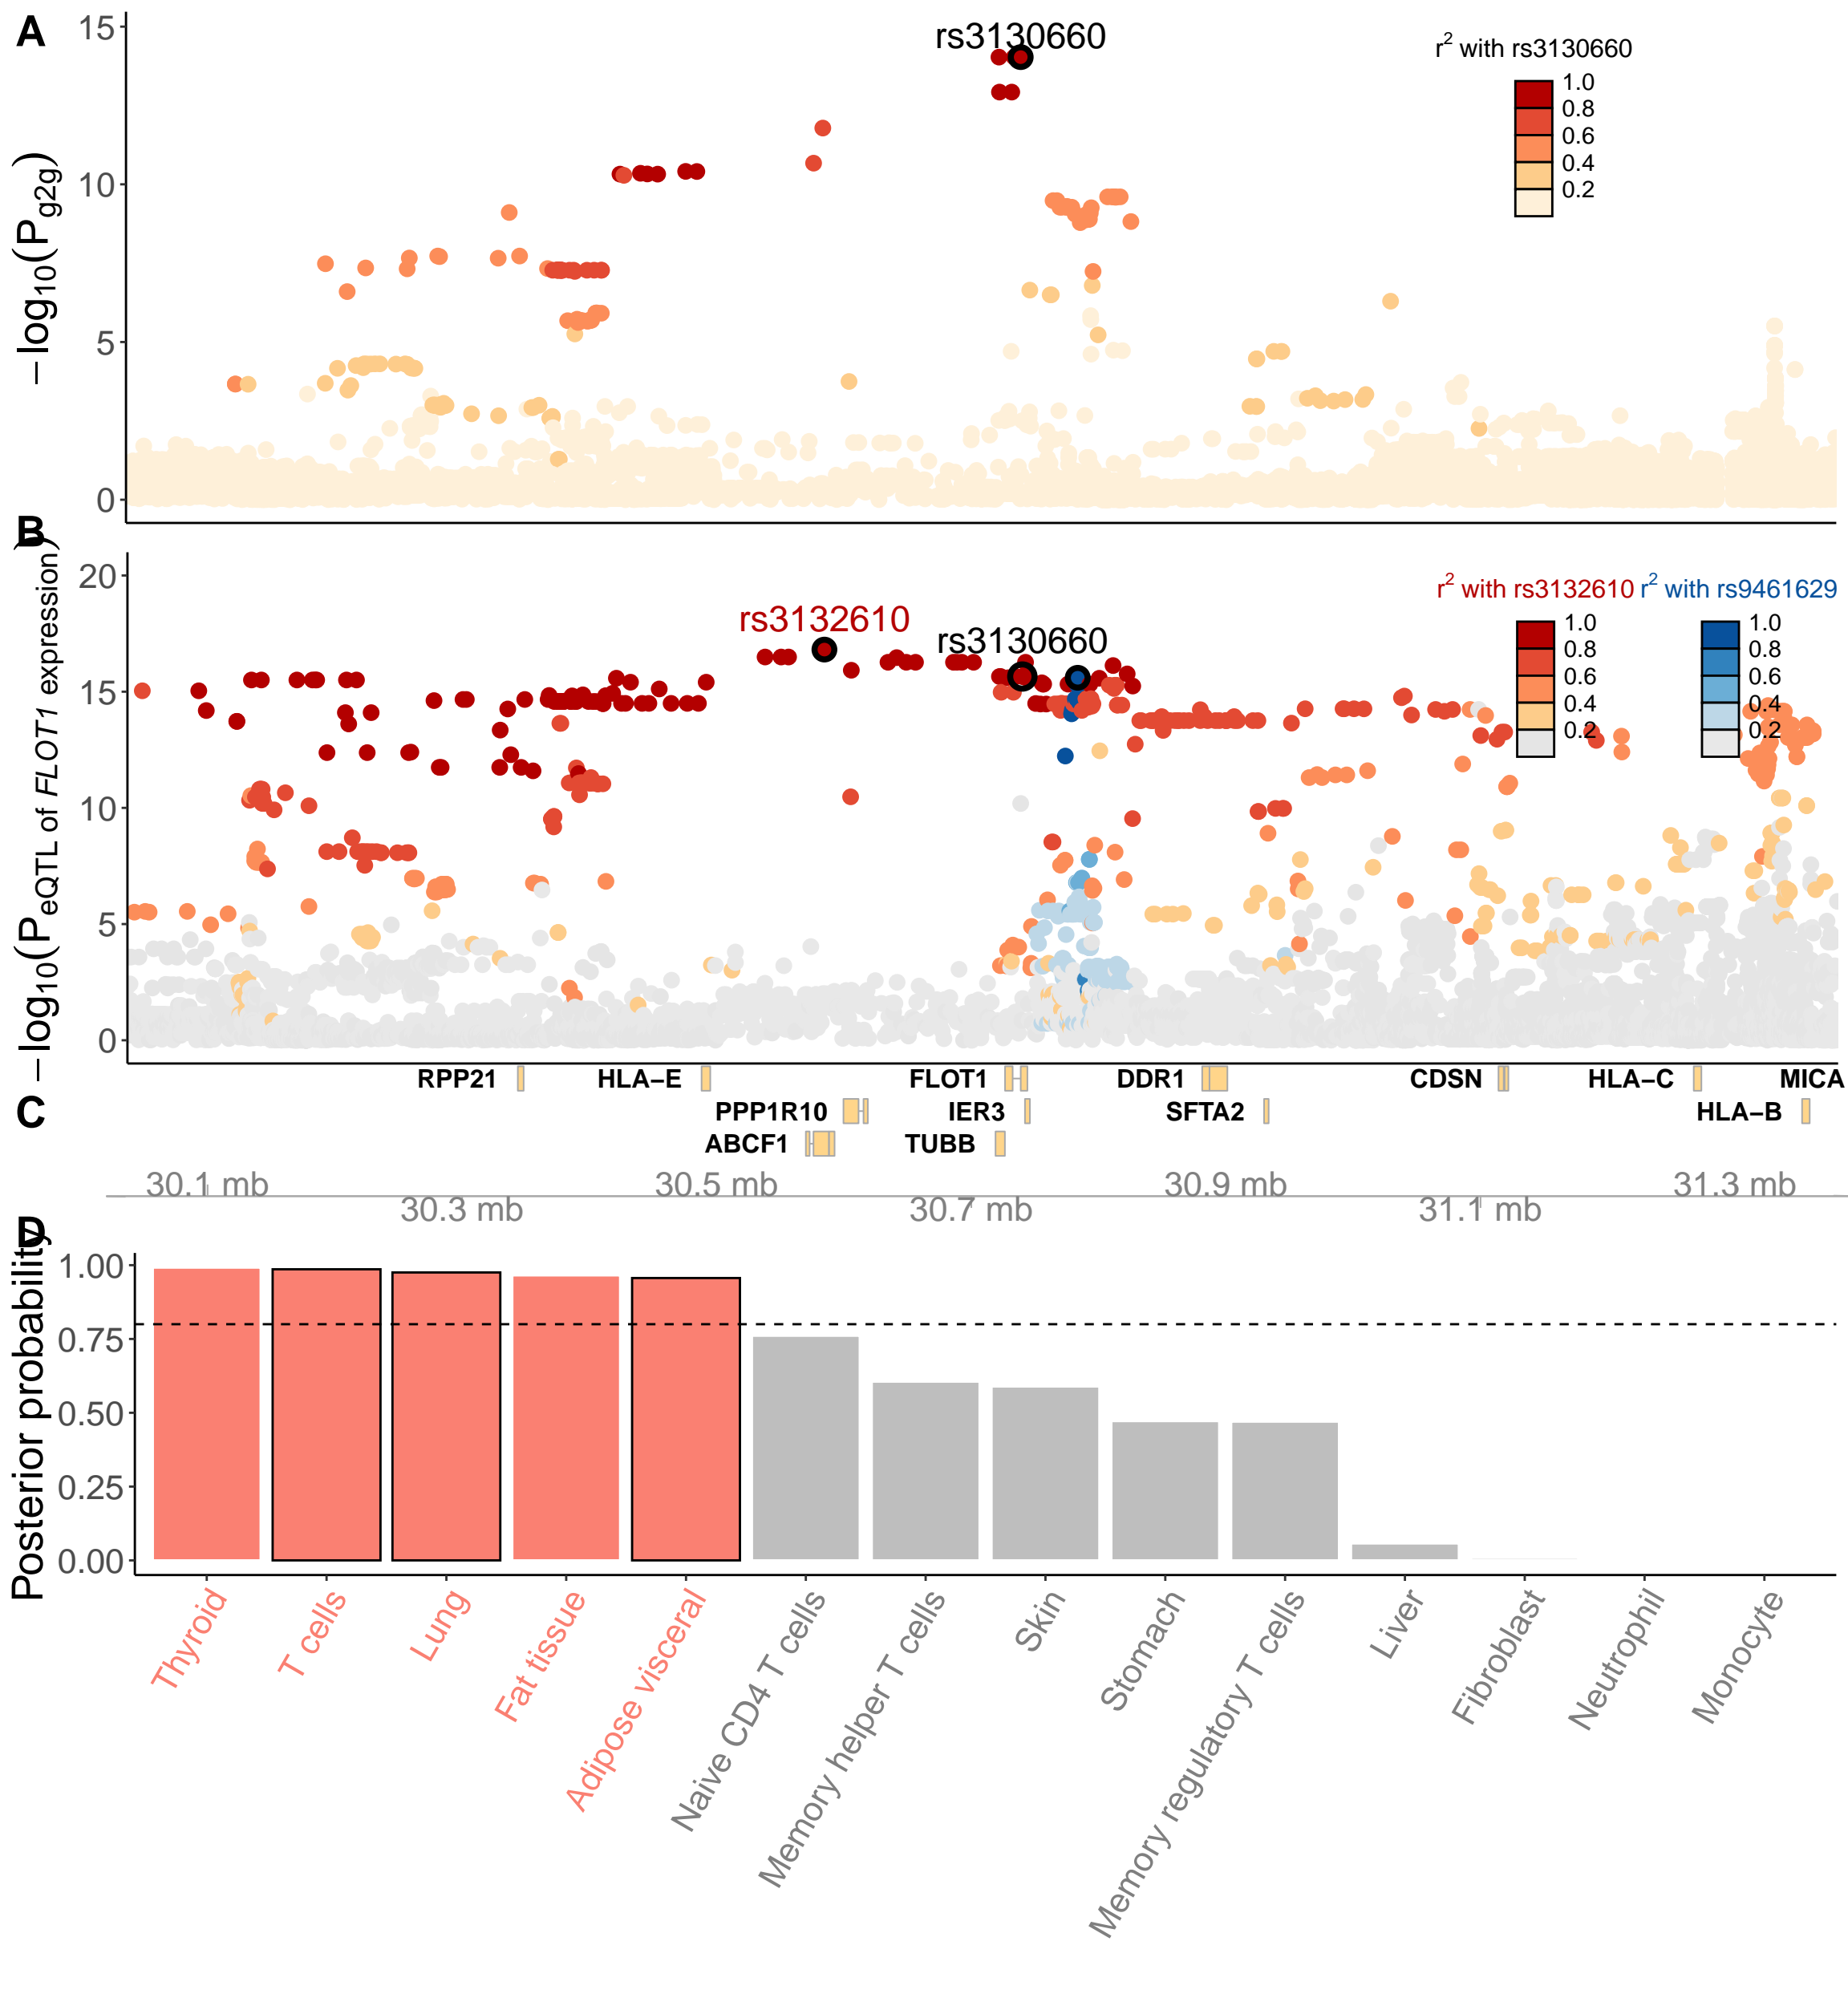 A
15
10
5
0
−log10(Pg2g)
rs3130660
r2 with rs3130660
1.0
0.8
0.6
0.4
0.2
B
20
15
10
5
0
−log10(PeQTL of FLOT1 expression)
rs3132610
rs3130660
r2 with rs3132610
r2 with rs9461629
1.0
0.8
0.6
0.4
0.2
1.0
0.8
0.6
0.4
0.2
C
RPP21
HLA−E
FLOT1
DDR1
CDSN
HLA−C
MICA
PPP1R10
IER3
SFTA2
HLA−B
ABCF1
TUBB
30.1 mb
30.5 mb
30.9 mb
31.3 mb
30.3 mb
30.7 mb
31.1 mb
D
Posterior probability
1.00
0.75
0.50
0.25
0.00
Thyroid
T cells
Lung
Fat tissue
Adipose visceral
Naive CD4 T cells
Memory helper T cells
Skin
Stomach
Memory regulatory T cells
Liver
Fibroblast
Neutrophil
Monocyte